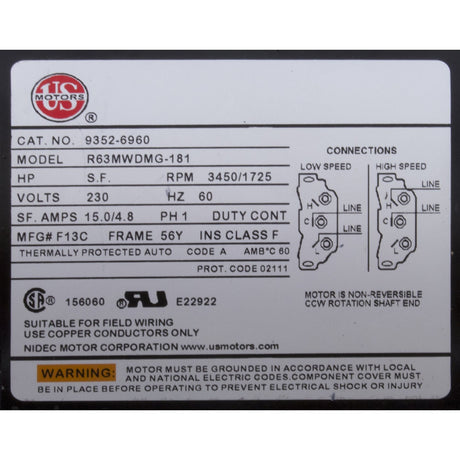 US
MOTORS
®
CAT. NO. 9352-6960
MODEL R63MWDMG-181
HP S.F. RPM 3450/1725
VOLTS 230 HZ 60
SF. AMPS 15.0/4.8 PH 1 DUTY CONT
MFG# F13C FRAME 56Y INS CLASS F
THERMALLY PROTECTED AUTO CODE A AMB°C 60
PROT. CODE 02111
SA ® 156060 RU ® E22922
SUITABLE FOR FIELD WIRING
USE COPPER CONDUCTORS ONLY
NIDEC MOTOR CORPORATION www.usmotors.com
CONNECTIONS
LOW SPEED HIGH SPEED
H LINE H LINE
C LINE C LINE
L L
MOTOR IS NON-REVERSIBLE
CCW ROTATION SHAFT END
WARNING: MOTOR MUST BE GROUNDED IN ACCORDANCE WITH LOCAL
AND NATIONAL ELECTRIC CODES.COMPONENT COVER MUST
BE IN PLACE BEFORE OPERATING TO PREVENT ELECTRICAL SHOCK OR INJURY